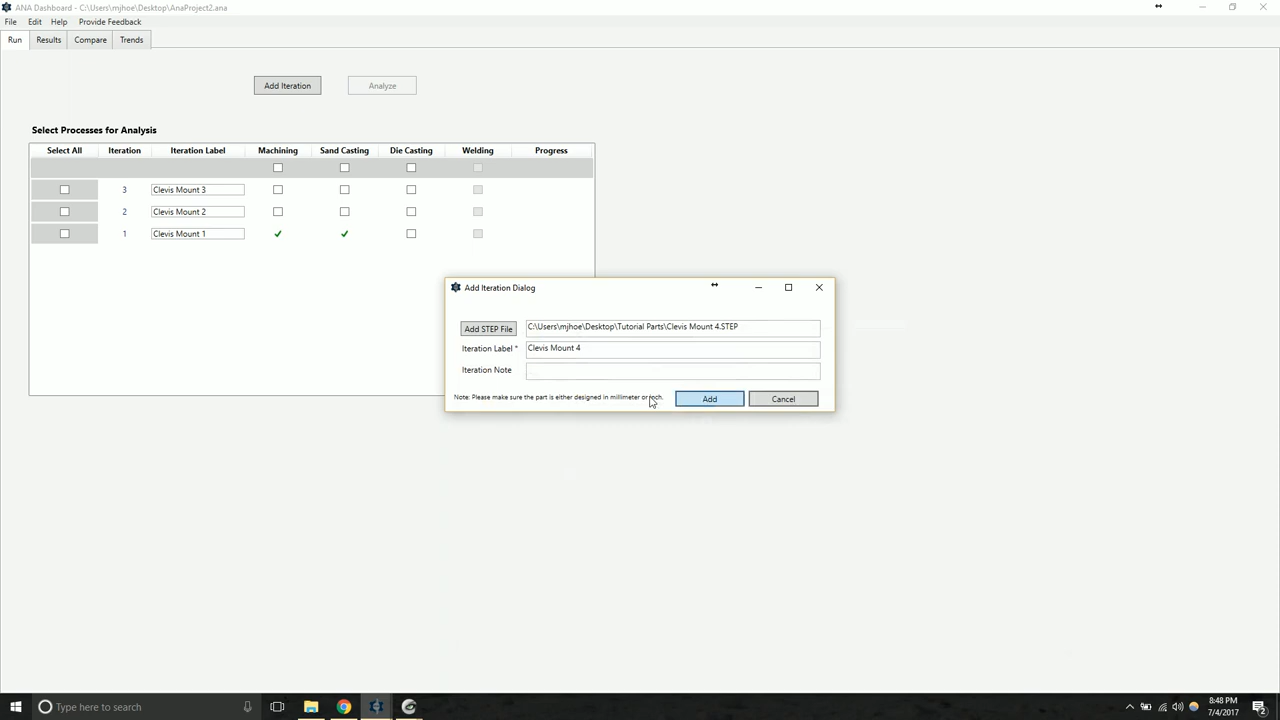 ANA Dashboard - C:\Users\mjhoe\Desktop\AnaProject2.ana
File Edit Help Provide Feedback
Run Results Compare Trends
Add Iteration Analyze
Select Processes for Analysis
Select All Iteration Iteration Label Machining Sand Casting Die Casting Welding Progress
3 Clevis Mount 3
2 Clevis Mount 2
1 Clevis Mount 1
Add Iteration Dialog
Add STEP File C:\Users\mjhoe\Desktop\Tutorial Parts\Clevis Mount 4.STEP
Iteration Label * Clevis Mount 4
Iteration Note
Note: Please make sure the part is either designed in millimeter or inch. Add Cancel
Type here to search
8:48 PM
7/4/2017
2